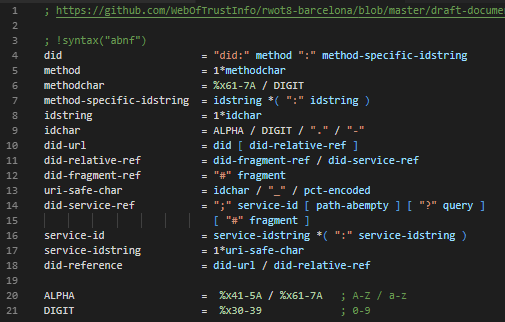 1 ; https://github.com/WebOfTrustInfo/rwot8-barcelona/blob/master/draft-docume
2
3 ; !syntax("abnf")
4 did = "did:" method ":" method-specific-idstring
5 method = 1*methodchar
6 methodchar = %x61-7A / DIGIT
7 method-specific-idstring = idstring *( ":" idstring )
8 idstring = 1*idchar
9 idchar = ALPHA / DIGIT / "." / "-"
10 did-url = did [ did-relative-ref ]
11 did-relative-ref = did-fragment-ref / did-service-ref
12 did-fragment-ref = "#" fragment
13 uri-safe-char = idchar / "_" / pct-encoded
14 did-service-ref = ";" service-id [ path-abempty ] [ "?" query ]
15 [ "#" fragment ]
16 service-id = service-idstring *( ":" service-idstring )
17 service-idstring = 1*uri-safe-char
18 did-reference = did-url / did-relative-ref
19
20 ALPHA = %x41-5A / %x61-7A ; A-Z / a-z
21 DIGIT = %x30-39 ; 0-9